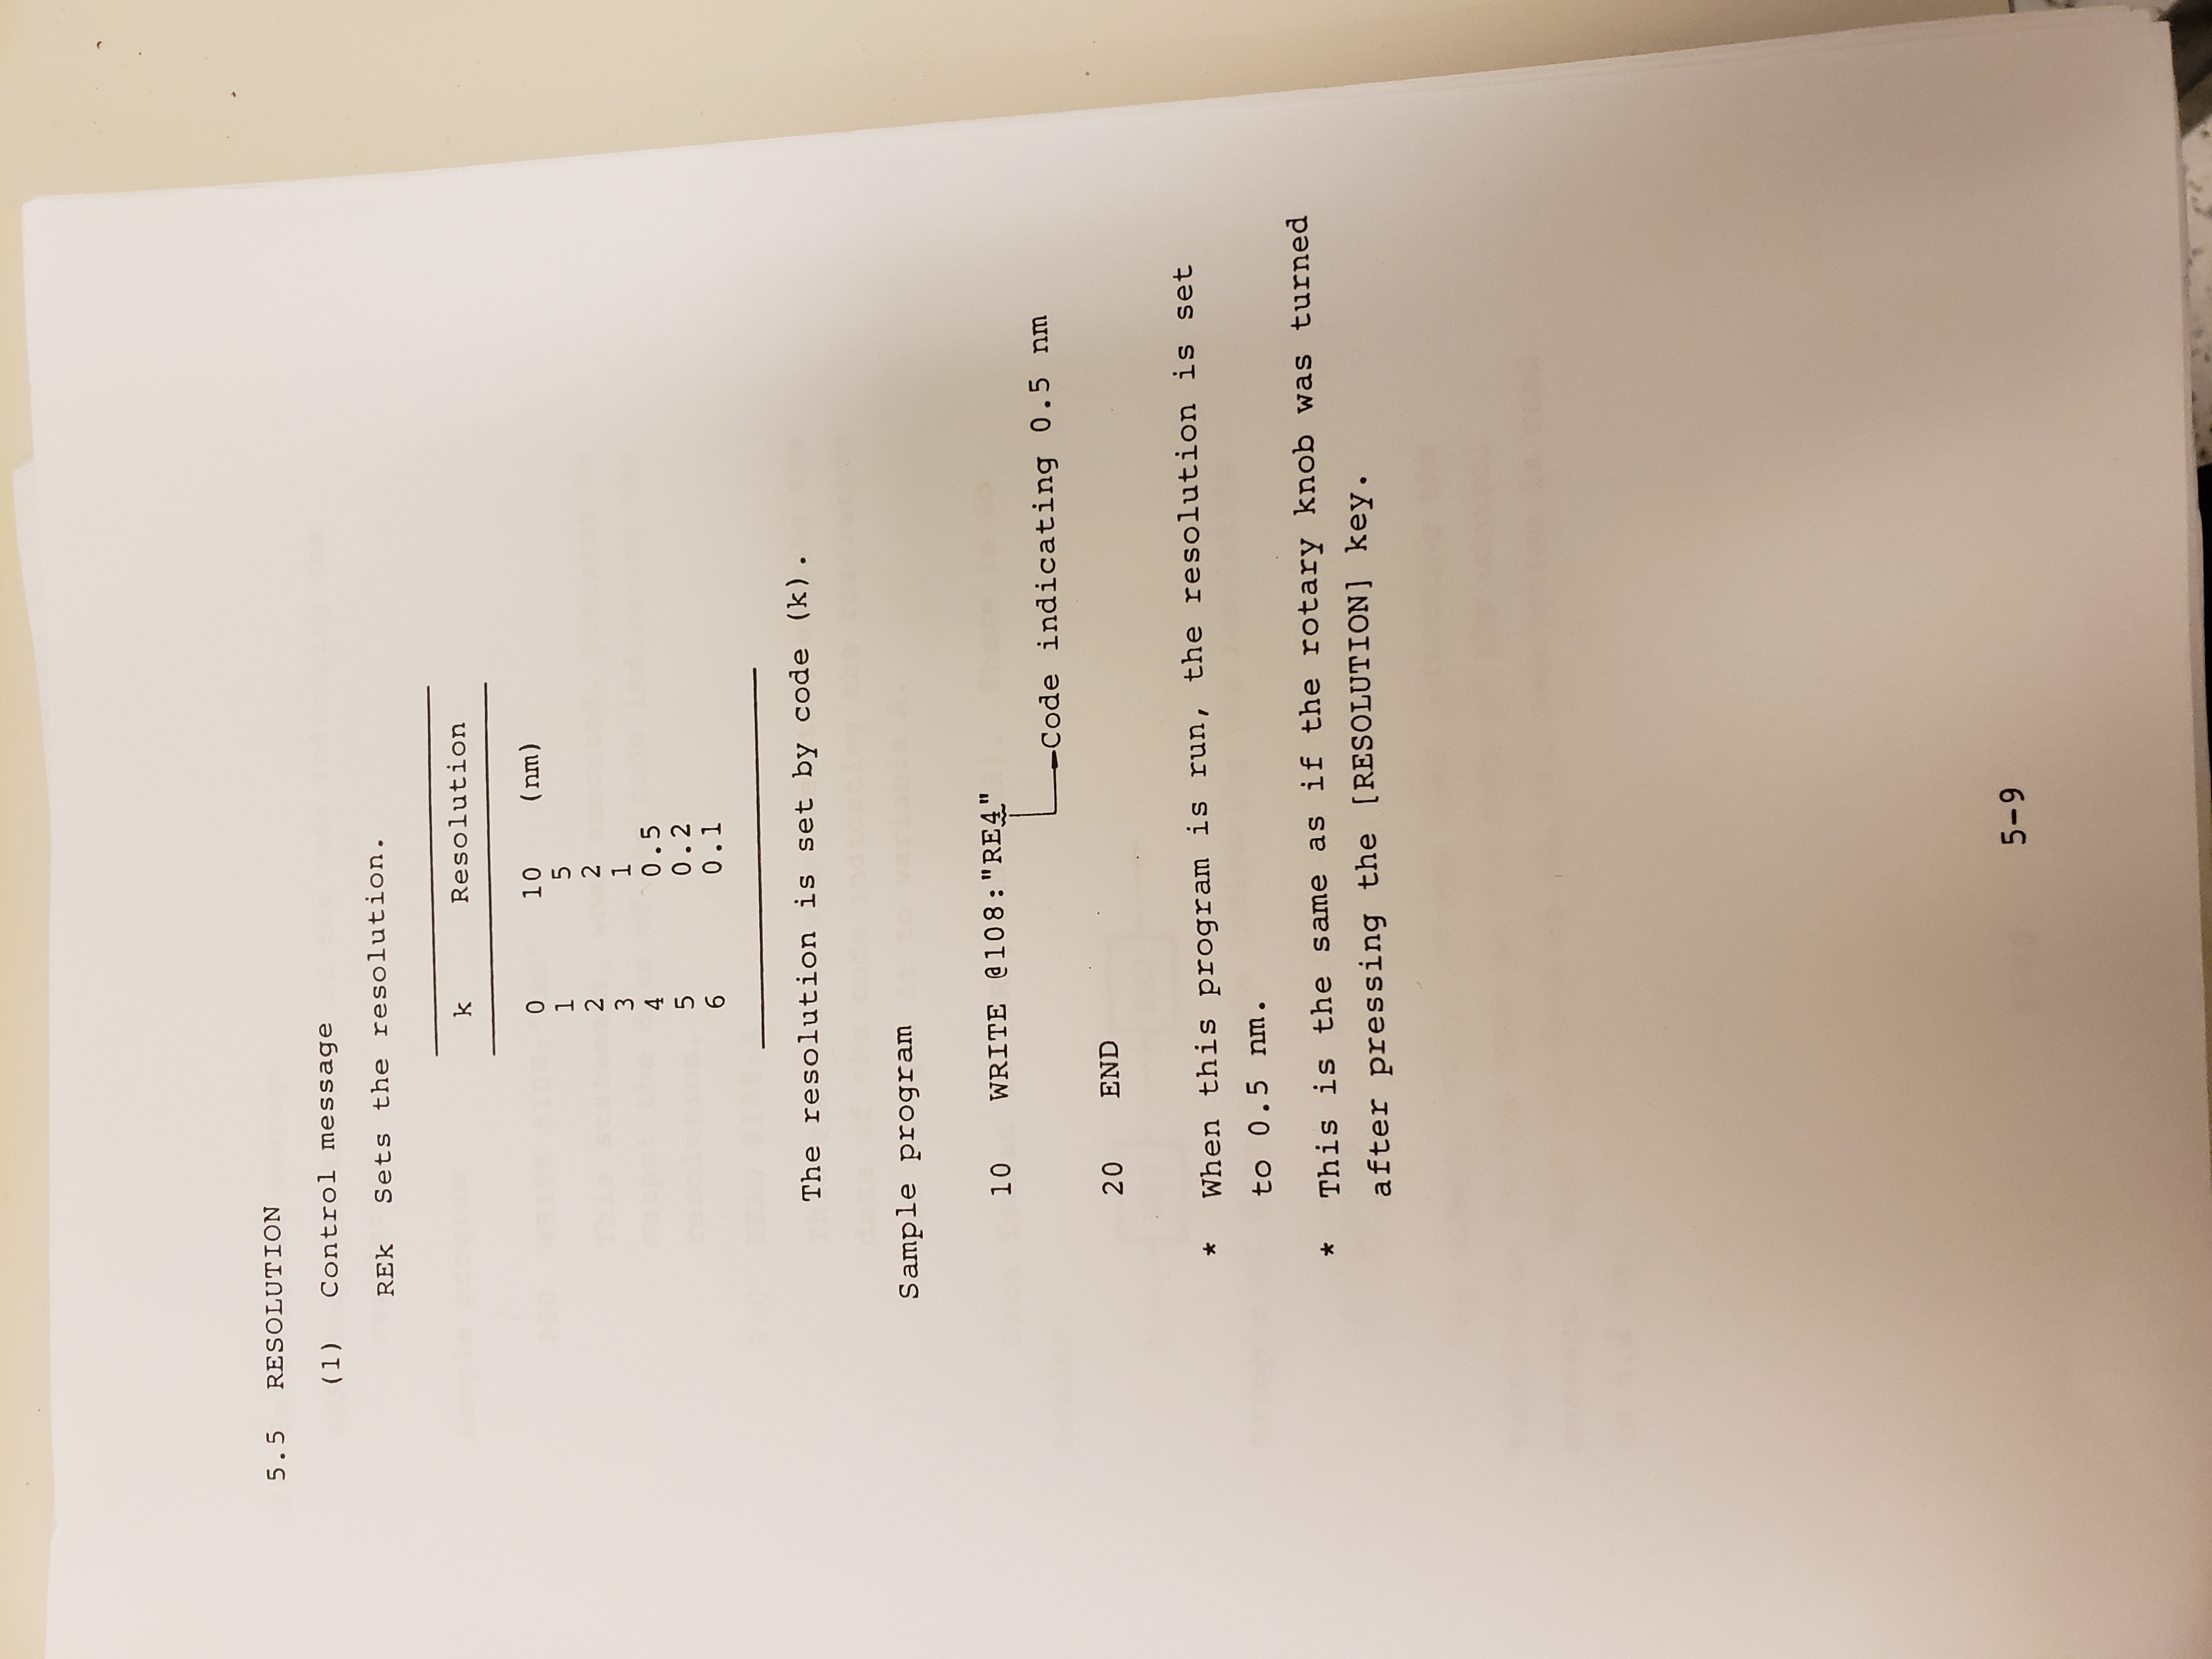 5.5 RESOLUTION
(1) Control message
REk Sets the resolution.
k Resolution
0 10 (nm)
1 5
2 2
3 1
4 0.5
5 0.2
6 0.1
The resolution is set by code (k).
Sample program
10 WRITE @108:"RE4"
Code indicating 0.5 nm
20 END
* When this program is run, the resolution is set
to 0.5 nm.
* This is the same as if the rotary knob was turned
after pressing the [RESOLUTION] key.
5-9